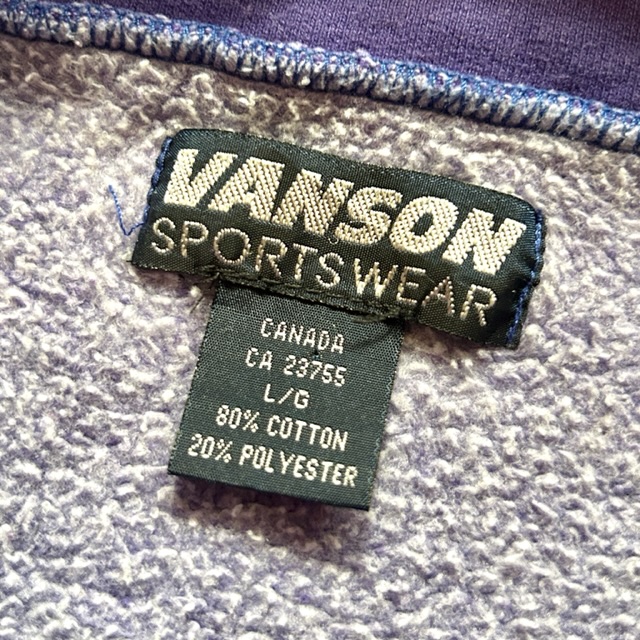 VANSON
SPORTSWEAR
CANADA
CA 23755
L/G
80% COTTON
20% POLYESTER